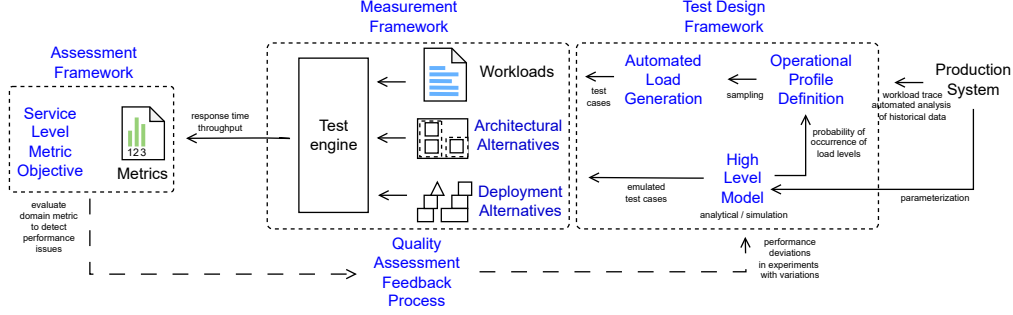 Measurement
Framework
Test Design
Framework
Assessment
Framework
Service
Level
Metric
Objective
123
Metrics
response time
throughput
Test
engine
Workloads
Architectural
Alternatives
Deployment
Alternatives
test
cases
Automated
Load
Generation
sampling
Operational
Profile
Definition
workload trace
automated analysis
of historical data
Production
System
probability of
occurrence of
load levels
High
Level
Model
analytical / simulation
emulated
test cases
parameterization
evaluate
domain metric
to detect
performance
issues
Quality
Assessment
Feedback
Process
performance
deviations
in experiments
with variations